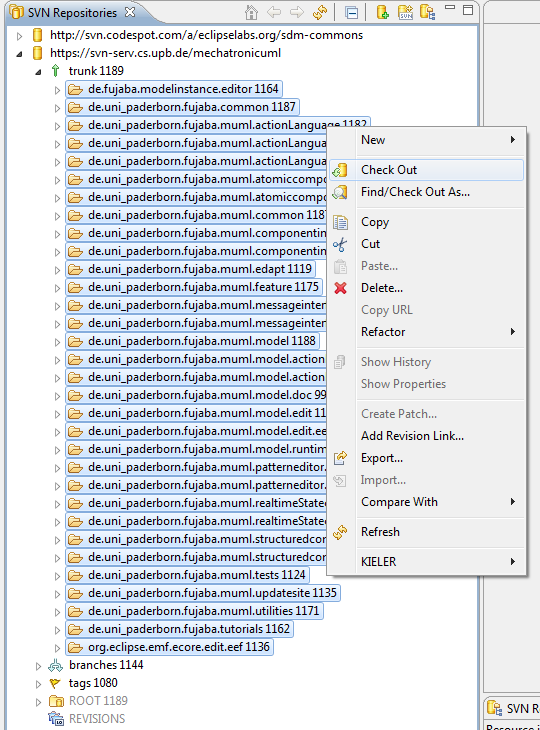 SVN Repositories
http://svn.codespot.com/a/eclipselabs.org/sdm-commons
https://svn-serv.cs.upb.de/mechatronicuml
trunk 1189
de.fujaba.modelinstance.editor 1164
de.uni_paderborn.fujaba.common 1187
de.uni_paderborn.fujaba.muml.actionLanguage 1182
de.uni_paderborn.fujaba.muml.actionLangu
de.uni_paderborn.fujaba.muml.actionLangu
de.uni_paderborn.fujaba.muml.atomiccompo
de.uni_paderborn.fujaba.muml.atomiccompo
de.uni_paderborn.fujaba.muml.common 118
de.uni_paderborn.fujaba.muml.componentin
de.uni_paderborn.fujaba.muml.componentin
de.uni_paderborn.fujaba.muml.edapt 1119
de.uni_paderborn.fujaba.muml.feature 1175
de.uni_paderborn.fujaba.muml.messageinter
de.uni_paderborn.fujaba.muml.messageinter
de.uni_paderborn.fujaba.muml.model 1188
de.uni_paderborn.fujaba.muml.model.action
de.uni_paderborn.fujaba.muml.model.action
de.uni_paderborn.fujaba.muml.model.doc 99
de.uni_paderborn.fujaba.muml.model.edit 11
de.uni_paderborn.fujaba.muml.model.edit.ee
de.uni_paderborn.fujaba.muml.model.runtim
de.uni_paderborn.fujaba.muml.patterneditor.
de.uni_paderborn.fujaba.muml.patterneditor.
de.uni_paderborn.fujaba.muml.realtimeState
de.uni_paderborn.fujaba.muml.realtimeState
de.uni_paderborn.fujaba.muml.structuredcor
de.uni_paderborn.fujaba.muml.structuredcor
de.uni_paderborn.fujaba.muml.tests 1124
de.uni_paderborn.fujaba.muml.updatesite 1135
de.uni_paderborn.fujaba.muml.utilities 1171
de.uni_paderborn.fujaba.tutorials 1162
org.eclipse.emf.ecore.edit.eef 1136
branches 1144
tags 1080
ROOT 1189
REVISIONS
New
Check Out
Find/Check Out As...
Copy
Cut
Paste...
Delete...
Copy URL
Refactor
Show History
Show Properties
Create Patch...
Add Revision Link...
Export...
Import...
Compare With
Refresh
KIELER
SVN R
Resource i